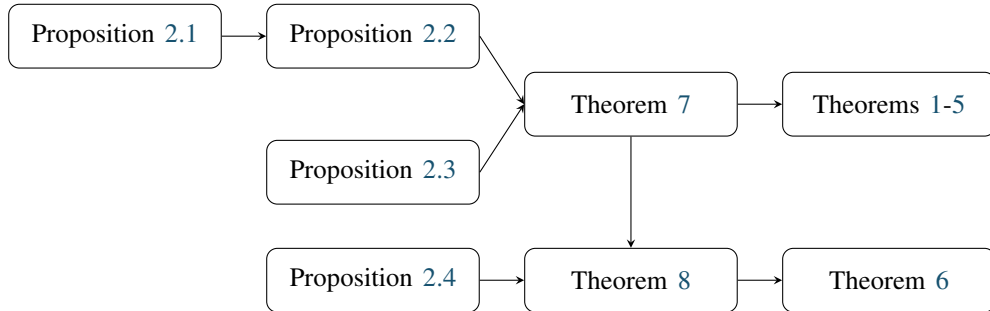 Proposition 2.1
Proposition 2.2
Theorem 7
Theorems 1-5
Proposition 2.3
Proposition 2.4
Theorem 8
Theorem 6